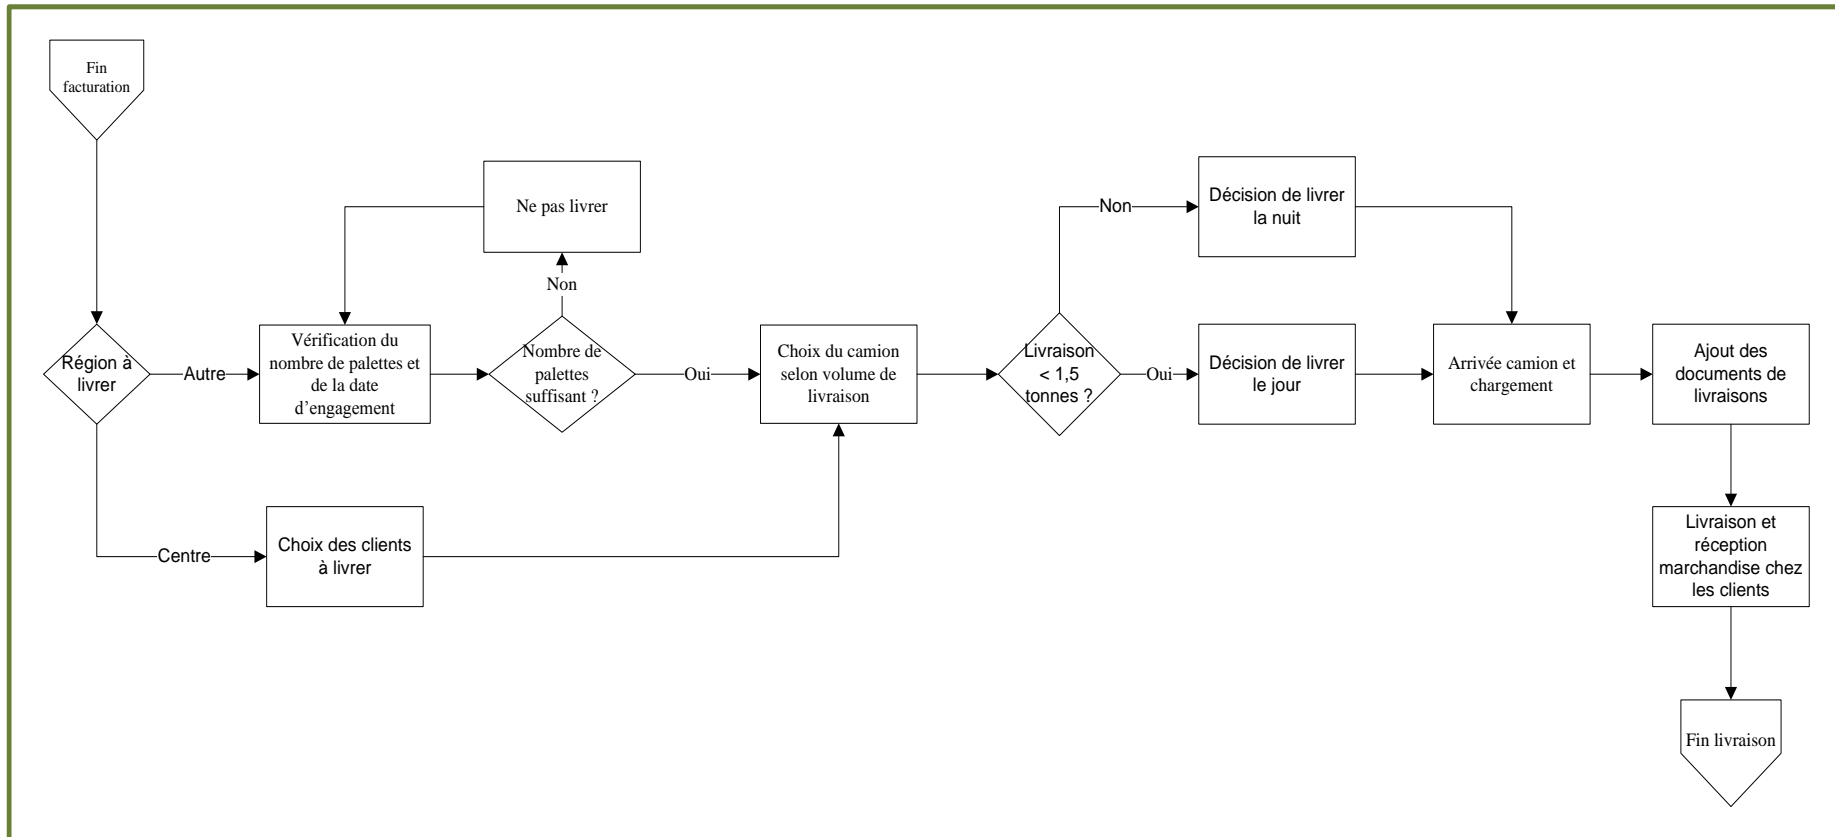 Fin
facturation
Ne pas livrer
Non
Décision de livrer
la nuit
Non
Région à
livrer
Autre
Vérification du
nombre de palettes et
de la date
d’engagement
Nombre de
palettes
suffisant ?
Oui
Choix du camion
selon volume de
livraison
Livraison
< 1,5
tonnes ?
Oui
Décision de livrer
le jour
Arrivée camion et
chargement
Ajout des
documents de
livraisons
Centre
Choix des clients
à livrer
Livraison et
réception
marchandise chez
les clients
Fin livraison